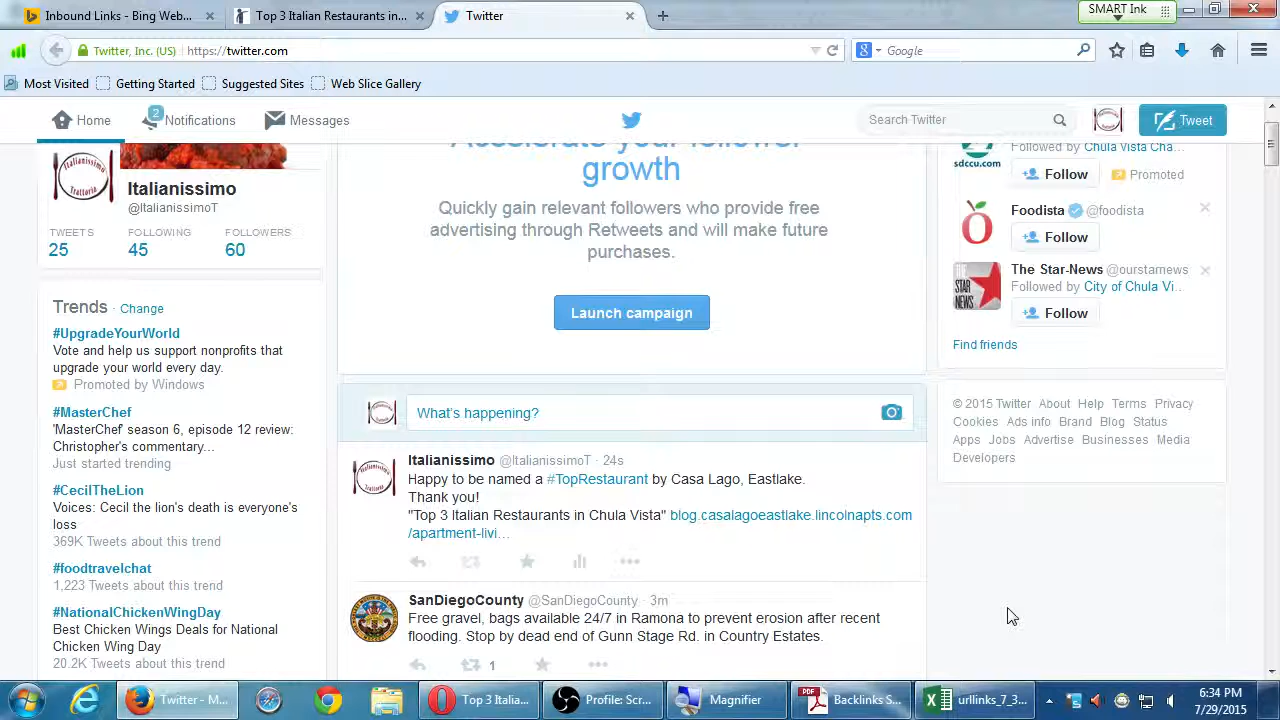 Inbound Links - Bing Web... ×
Top 3 Italian Restaurants in... ×
Twitter ×
+
SMART Ink
Twitter, Inc. (US)
https://twitter.com
Google
Most Visited
Getting Started
Suggested Sites
Web Slice Gallery
Home
2
Notifications
Messages
Search Twitter
Tweet
Italianissimo
Trattoria
Italianissimo
@ItalianissimoT
TWEETS
FOLLOWING
FOLLOWERS
25
45
60
Trends · Change
#UpgradeYourWorld
Vote and help us support nonprofits that
upgrade your world every day.
Promoted by Windows
#MasterChef
'MasterChef' season 6, episode 12 review:
Christopher's commentary...
Just started trending
#CecilTheLion
Voices: Cecil the lion's death is everyone's
loss
369K Tweets about this trend
#foodtravelchat
1,223 Tweets about this trend
#NationalChickenWingDay
Best Chicken Wings Deals for National
Chicken Wing Day
20.2K Tweets about this trend
Accelerate your follower
growth
Quickly gain relevant followers who provide free
advertising through Retweets and will make future
purchases.
Launch campaign
What's happening?
Italianissimo @ItalianissimoT · 24s
Happy to be named a #TopRestaurant by Casa Lago, Eastlake.
Thank you!
"Top 3 Italian Restaurants in Chula Vista" blog.casalagoeastlake.lincolnapts.com
/apartment-livi...
SanDiegoCounty @SanDiegoCounty · 3m
Free gravel, bags available 24/7 in Ramona to prevent erosion after recent
flooding. Stop by dead end of Gunn Stage Rd. in Country Estates.
1
Followed by Chula Vista Cha...
sdccu.com
Follow
Promoted
Foodista @foodista
Follow
The Star-News @ourstarnews
Followed by City of Chula Vi...
THE STAR NEWS
Follow
Find friends
© 2015 Twitter About Help Terms Privacy
Cookies Ads info Brand Blog Status
Apps Jobs Advertise Businesses Media
Developers
Twitter - M...
Top 3 Italia...
Profile: Scr...
Magnifier
PDF
Backlinks S...
urllinks_7_3...
6:34 PM
7/29/2015